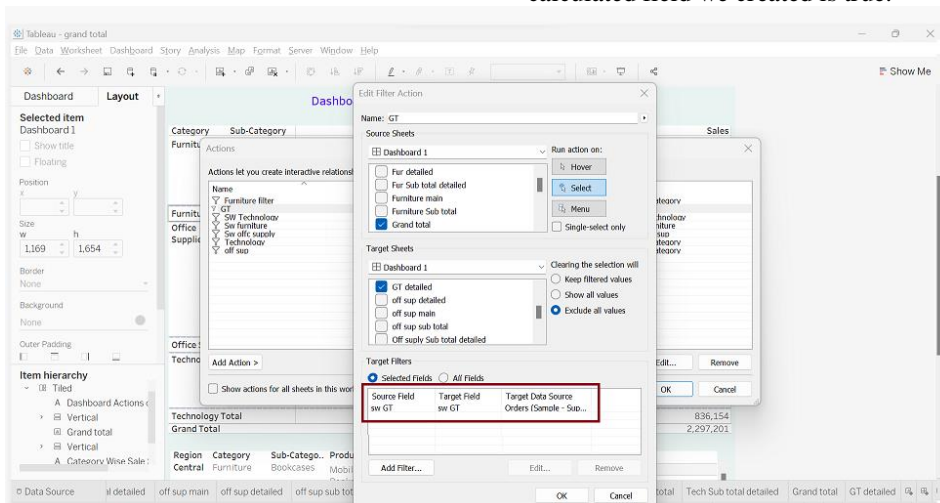 calculated field we created is true.
Tableau - grand total
File Data Worksheet Dashboard Story Analysis Map Format Server Window Help
Show Me
Dashboard Layout
Selected item
Dashboard 1
Show title
Floating
Position
x y
Size
w h
1,169 1,654
Border
None
Background
None
Outer Padding
Item hierarchy
Tiled
Dashboard Actions
Vertical
Grand total
Vertical
Category Wise Sale
Dashbo
Category Sub-Category Sales
Furnitu
Furnitu
Office
Supplie
Office
Techno
Technology Total 836,154
Grand Total 2,297,201
Region Category Sub-Catego.. Produ
Central Furniture Bookcases Mobil
Actions
Actions let you create interactive relations
Name
Furniture filter
GT
SW Technology
Sw furniture
Sw offc supply
Technology
off sup
Add Action >
Show actions for all sheets in this wor
Edit... Remove
OK Cancel
Edit Filter Action
Name: GT
Source Sheets
Dashboard 1
Fur detailed
Fur Sub total detailed
Furniture main
Furniture Sub total
Grand total
Run action on:
Hover
Select
Menu
Single-select only
Target Sheets
Dashboard 1
GT detailed
off sup detailed
off sup main
off sup sub total
Off suply Sub total detailed
Clearing the selection will
Keep filtered values
Show all values
Exclude all values
Target Filters
Selected Fields All Fields
Source Field Target Field Target Data Source
sw GT sw GT Orders (Sample - Sup...
Add Filter... Edit... Remove
OK Cancel
Data Source al detailed off sup main off sup detailed off sup sub tot total Tech Sub total detailed Grand total GT detailed